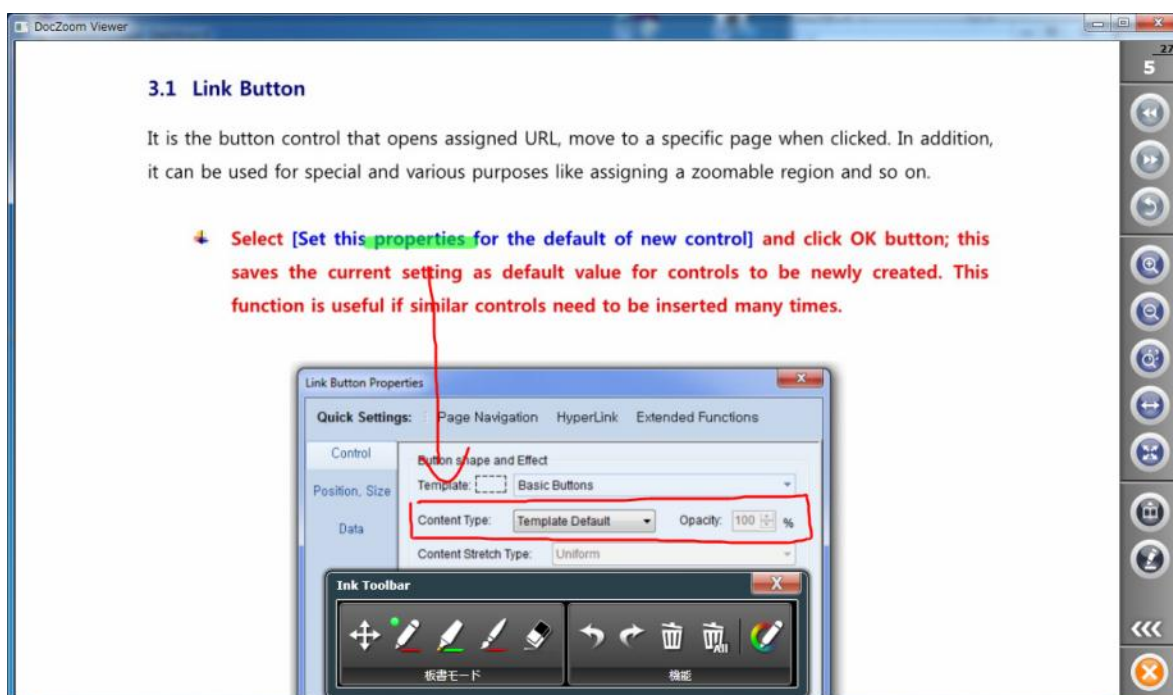 DocZoom Viewer
27
5
3.1 Link Button
It is the button control that opens assigned URL, move to a specific page when clicked. In addition,
it can be used for special and various purposes like assigning a zoomable region and so on.
Select [Set this properties for the default of new control] and click OK button; this
saves the current setting as default value for controls to be newly created. This
function is useful if similar controls need to be inserted many times.
Link Button Properties
Quick Settings: Page Navigation HyperLink Extended Functions
Control
Button shape and Effect
Template: Basic Buttons
Position, Size
Content Type: Template Default Opacity: 100 %
Data
Content Stretch Type: Uniform
Ink Toolbar
All
板書モード 機能